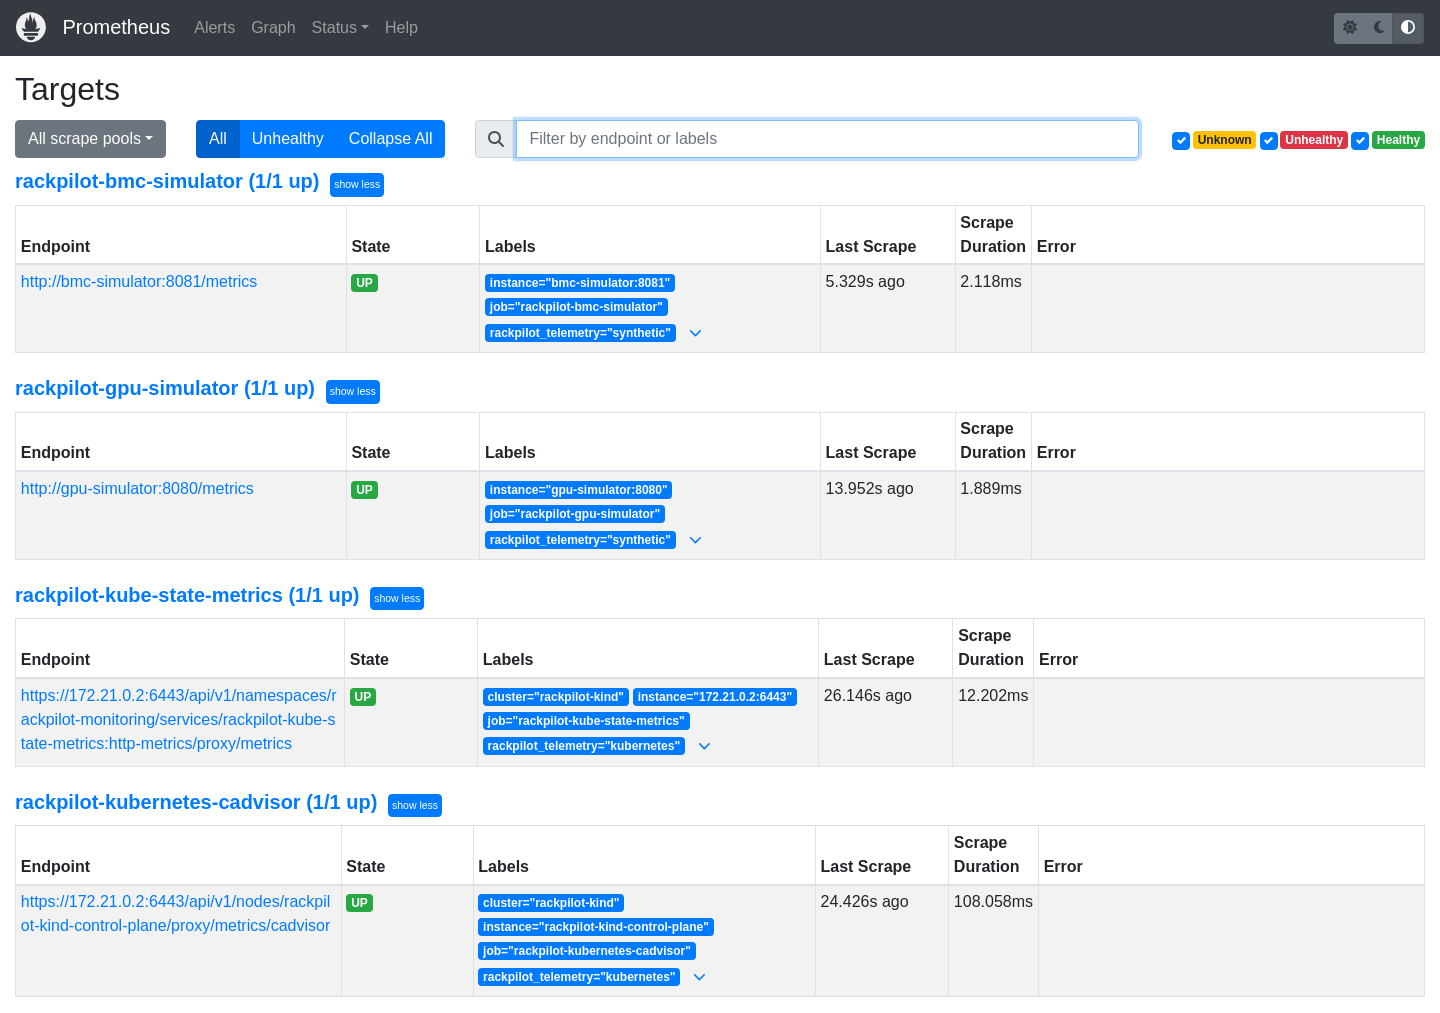 Prometheus Alerts Graph Status Help
Targets
All scrape pools All Unhealthy Collapse All Filter by endpoint or labels Unknown Unhealthy Healthy
rackpilot-bmc-simulator (1/1 up) show less
Endpoint State Labels Last Scrape Scrape Duration Error
http://bmc-simulator:8081/metrics UP instance="bmc-simulator:8081" 5.329s ago 2.118ms
job="rackpilot-bmc-simulator"
rackpilot_telemetry="synthetic"
rackpilot-gpu-simulator (1/1 up) show less
Endpoint State Labels Last Scrape Scrape Duration Error
http://gpu-simulator:8080/metrics UP instance="gpu-simulator:8080" 13.952s ago 1.889ms
job="rackpilot-gpu-simulator"
rackpilot_telemetry="synthetic"
rackpilot-kube-state-metrics (1/1 up) show less
Endpoint State Labels Last Scrape Scrape Duration Error
https://172.21.0.2:6443/api/v1/namespaces/r UP cluster="rackpilot-kind" instance="172.21.0.2:6443" 26.146s ago 12.202ms
ackpilot-monitoring/services/rackpilot-kube-s job="rackpilot-kube-state-metrics"
tate-metrics:http-metrics/proxy/metrics rackpilot_telemetry="kubernetes"
rackpilot-kubernetes-cadvisor (1/1 up) show less
Endpoint State Labels Last Scrape Scrape Duration Error
https://172.21.0.2:6443/api/v1/nodes/rackpil UP cluster="rackpilot-kind" 24.426s ago 108.058ms
ot-kind-control-plane/proxy/metrics/cadvisor instance="rackpilot-kind-control-plane"
job="rackpilot-kubernetes-cadvisor"
rackpilot_telemetry="kubernetes"